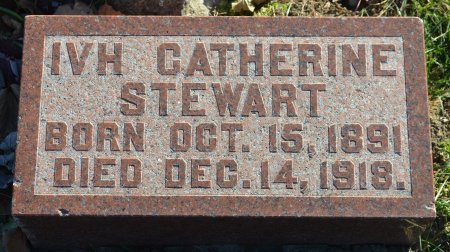 IVH CATHERINE
STEWART
BORN OCT. 15, 1891
DIED DEC. 14, 1918.